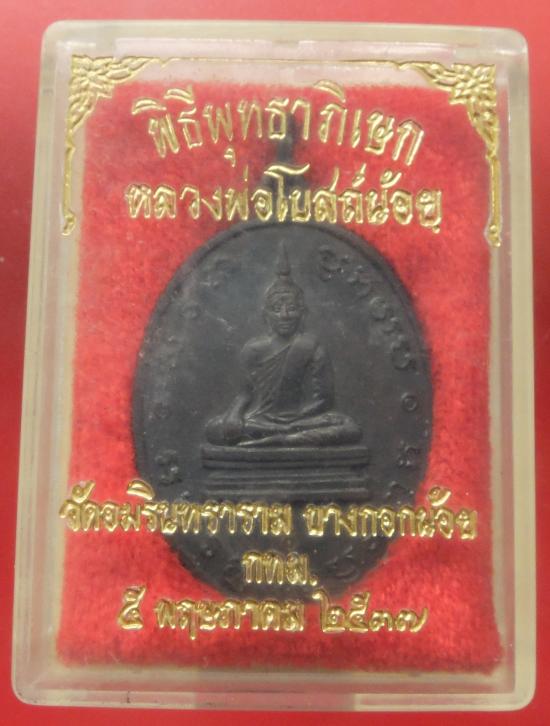 พิธีพุทธาภิเษก
หลวงพ่อโบสถ์น้อย
วัดอมรินทราราม บางกอกน้อย
กทม.
๕ พฤษภาคม ๒๕๓๗